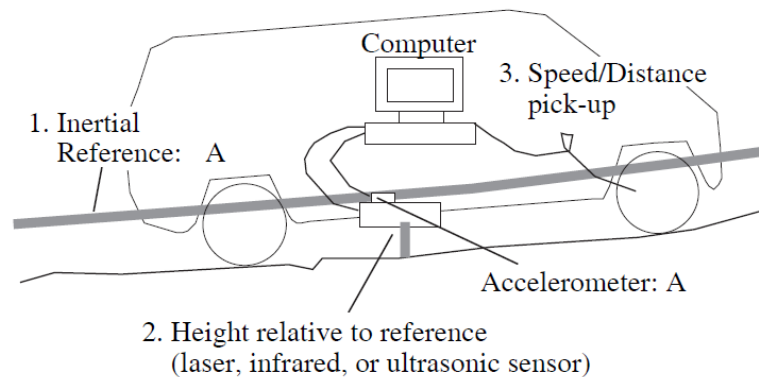 Computer
3. Speed/Distance
pick-up
1. Inertial
Reference: A
Accelerometer: A
2. Height relative to reference
(laser, infrared, or ultrasonic sensor)